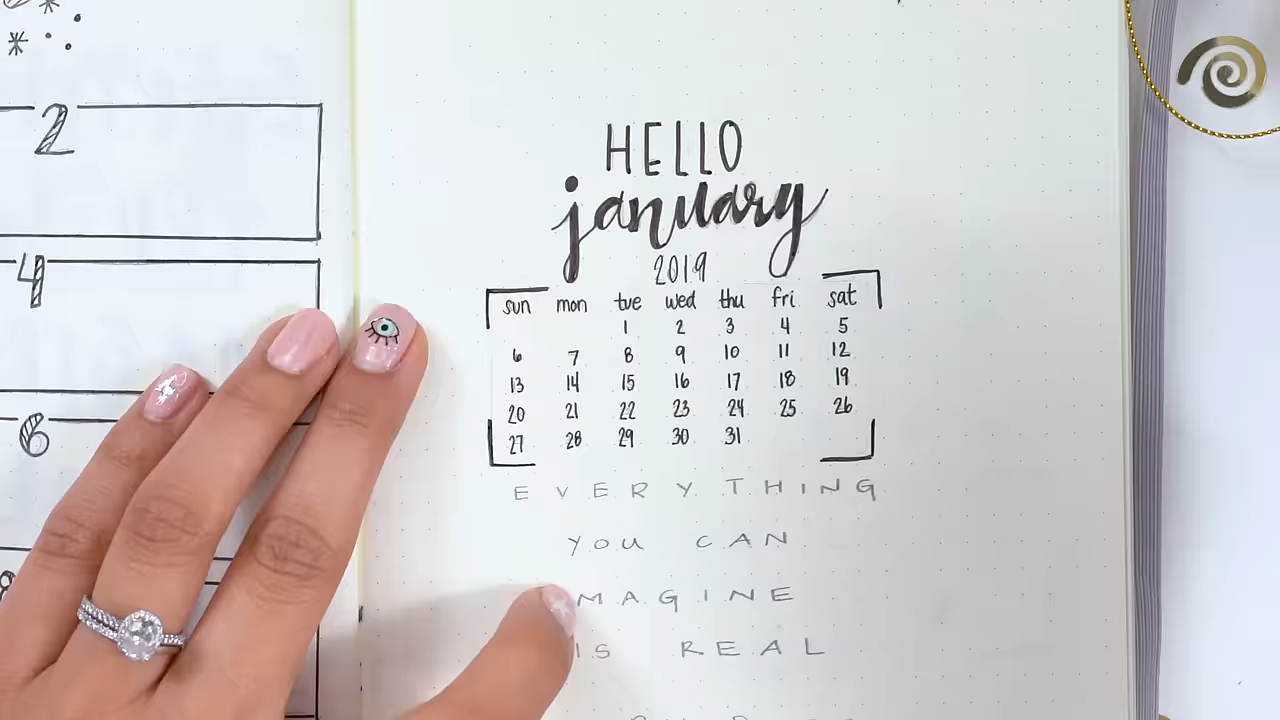 2
4
6
HELLO
january
2019
sun mon tue wed thu fri sat
1 2 3 4 5
6 7 8 9 10 11 12
13 14 15 16 17 18 19
20 21 22 23 24 25 26
27 28 29 30 31
EVERYTHING
YOU CAN
IMAGINE
IS REAL